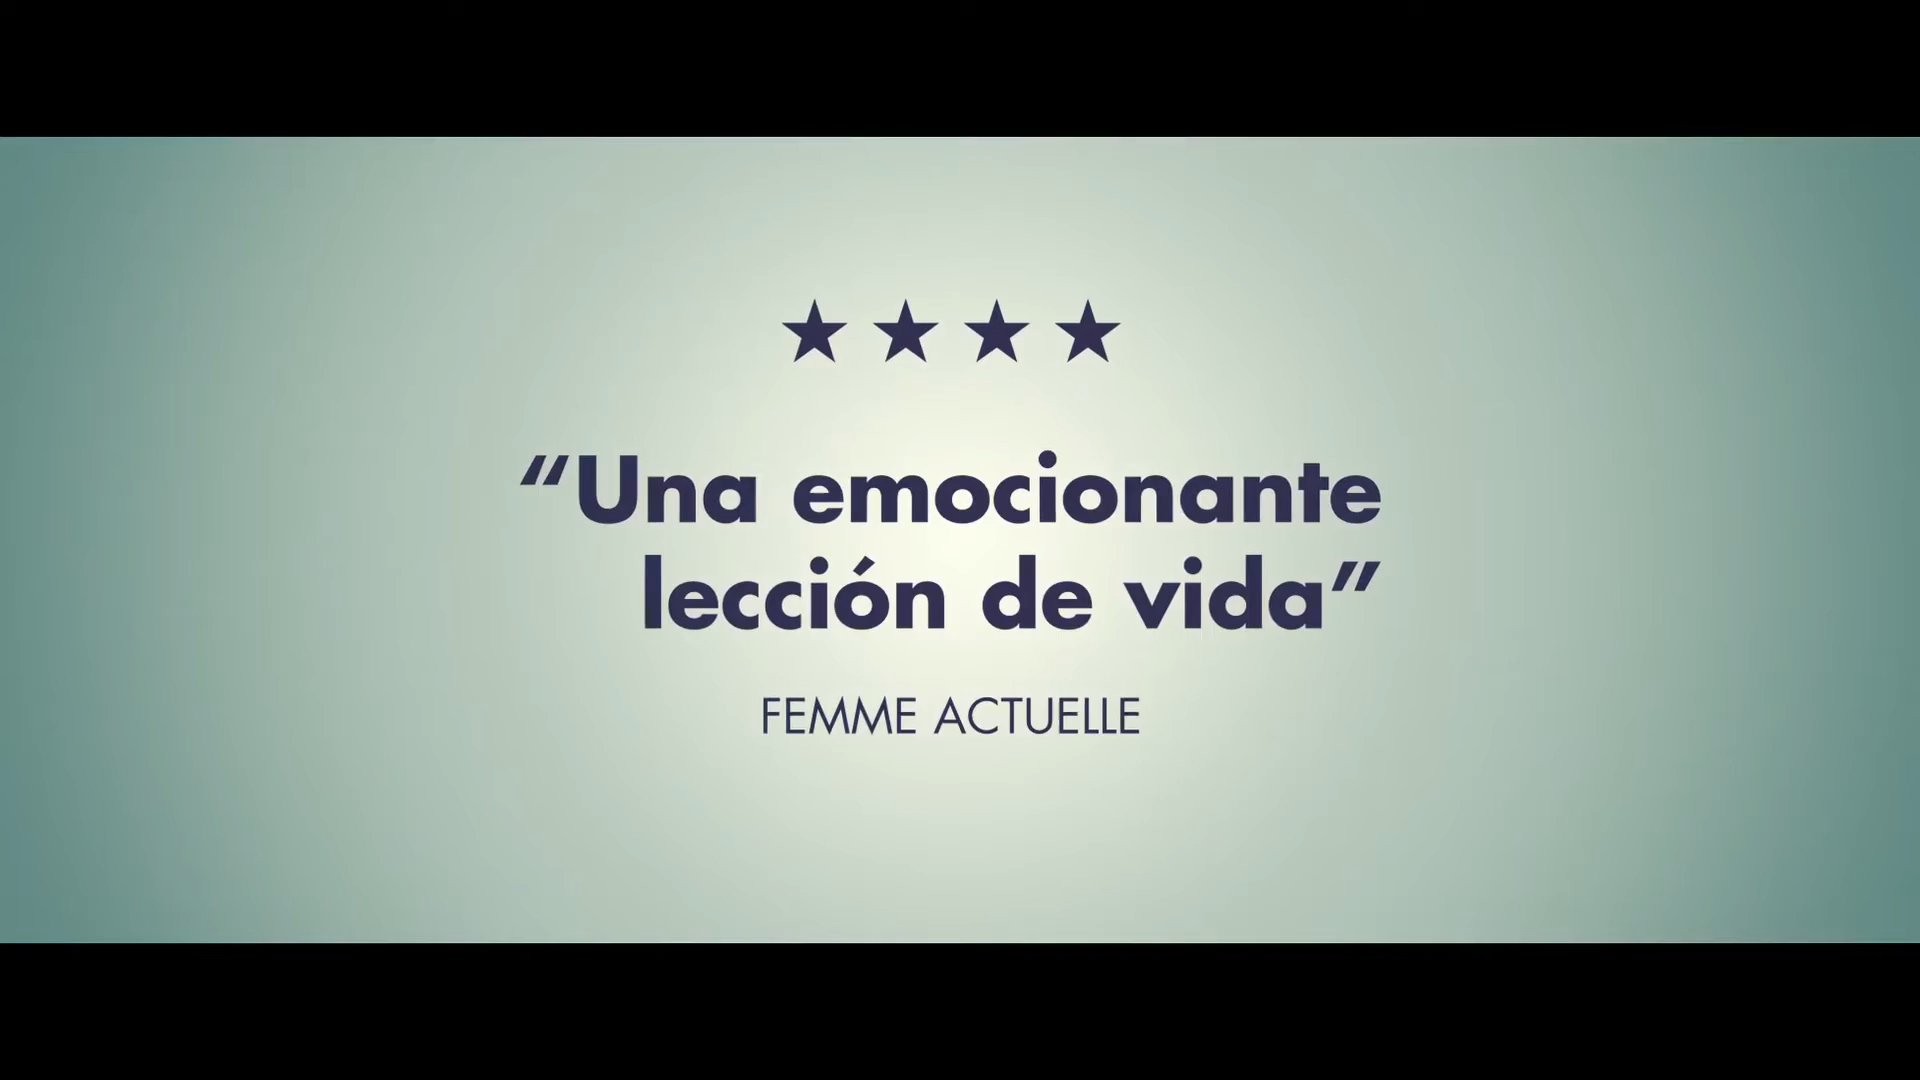 ★ ★ ★ ★
“Una emocionante
lección de vida”
FEMME ACTUELLE